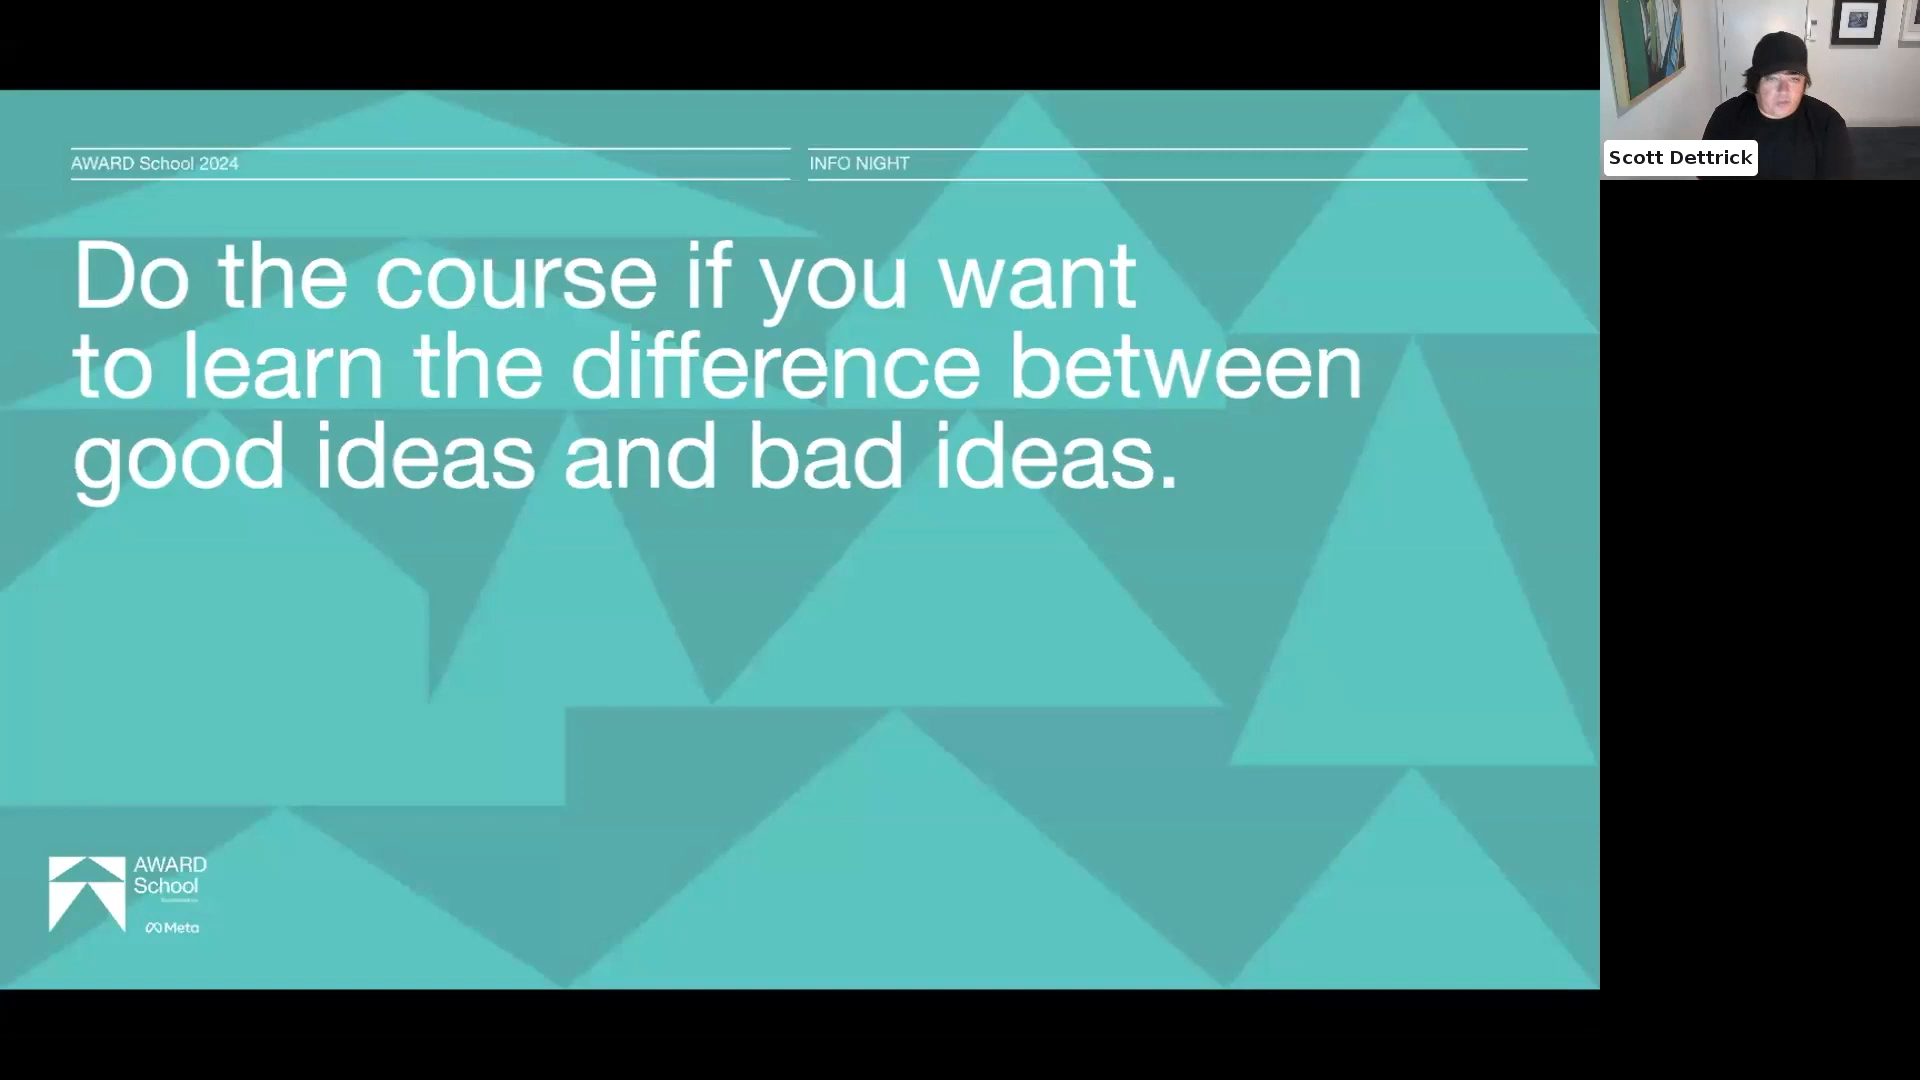 AWARD School 2024
INFO NIGHT
Do the course if you want
to learn the difference between
good ideas and bad ideas.
AWARD
School
Meta
Scott Dettrick